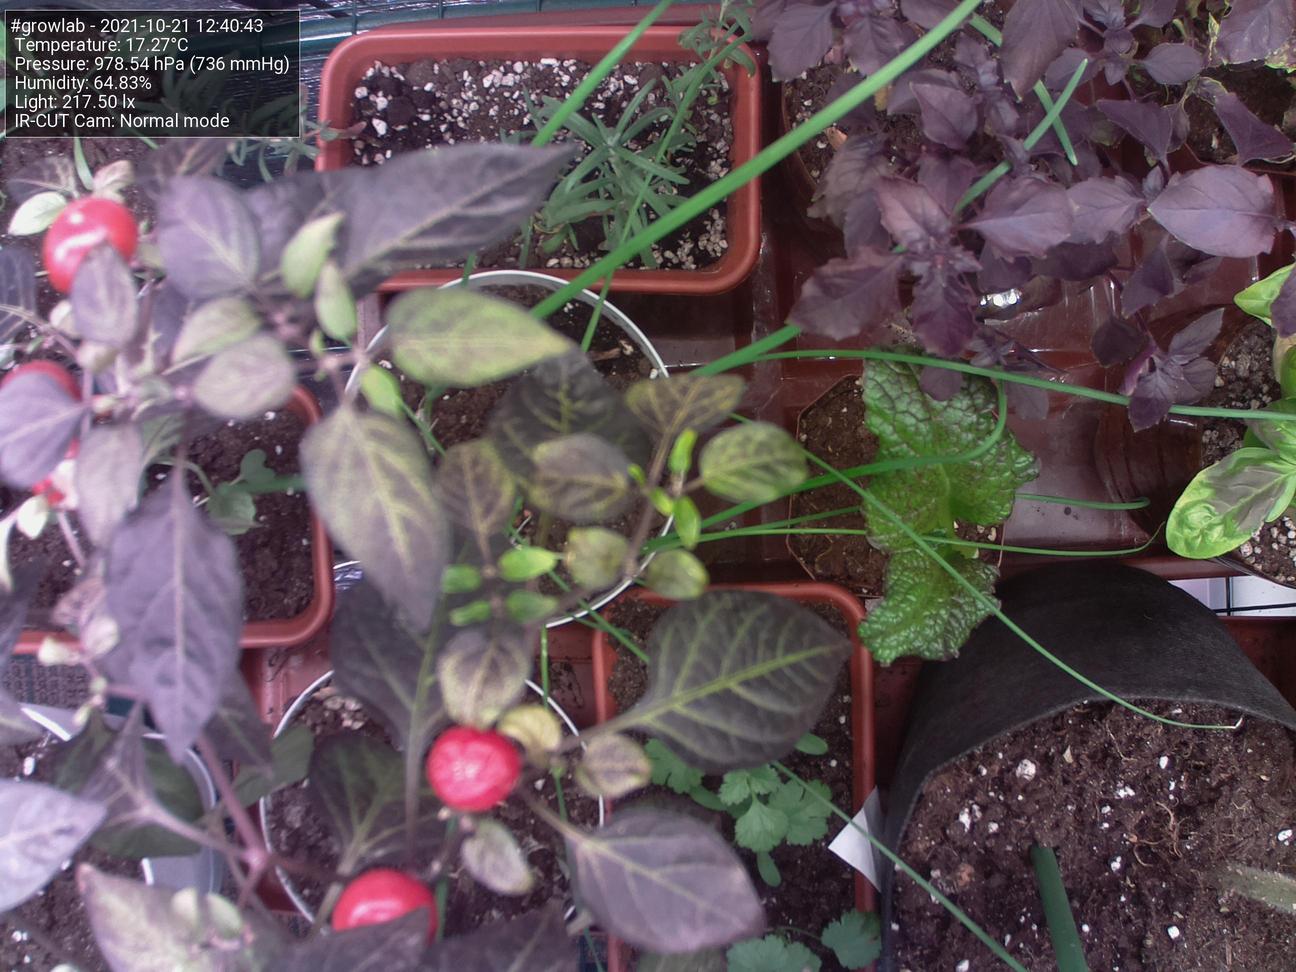 #growlab - 2021-10-21 12:40:43
Temperature: 17.27°C
Pressure: 978.54 hPa (736 mmHg)
Humidity: 64.83%
Light: 217.50 lx
IR-CUT Cam: Normal mode